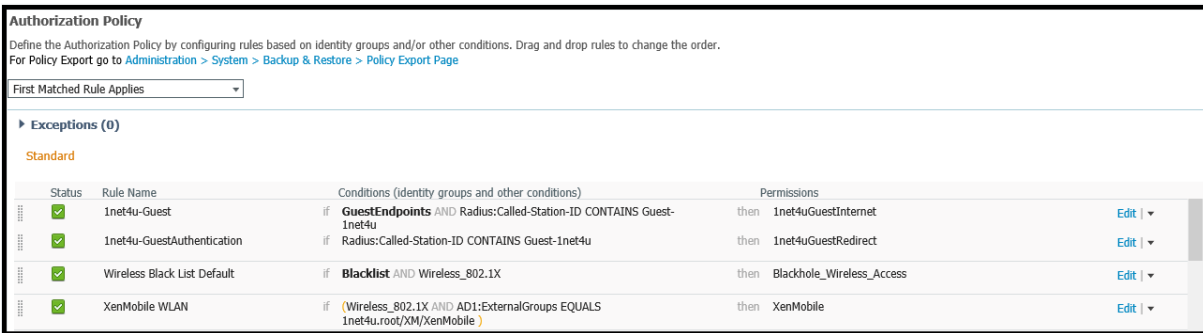 Authorization Policy
Define the Authorization Policy by configuring rules based on identity groups and/or other conditions. Drag and drop rules to change the order.
For Policy Export go to Administration > System > Backup & Restore > Policy Export Page
First Matched Rule Applies
Exceptions (0)
Standard
Status Rule Name Conditions (identity groups and other conditions) Permissions
1net4u-Guest if GuestEndpoints AND Radius:Called-Station-ID CONTAINS Guest- then 1net4uGuestInternet Edit |
1net4u
1net4u-GuestAuthentication if Radius:Called-Station-ID CONTAINS Guest-1net4u then 1net4uGuestRedirect Edit |
Wireless Black List Default if Blacklist AND Wireless_802.1X then Blackhole_Wireless_Access Edit |
XenMobile WLAN if (Wireless_802.1X AND AD1:ExternalGroups EQUALS then XenMobile Edit |
1net4u.root/XM/XenMobile )